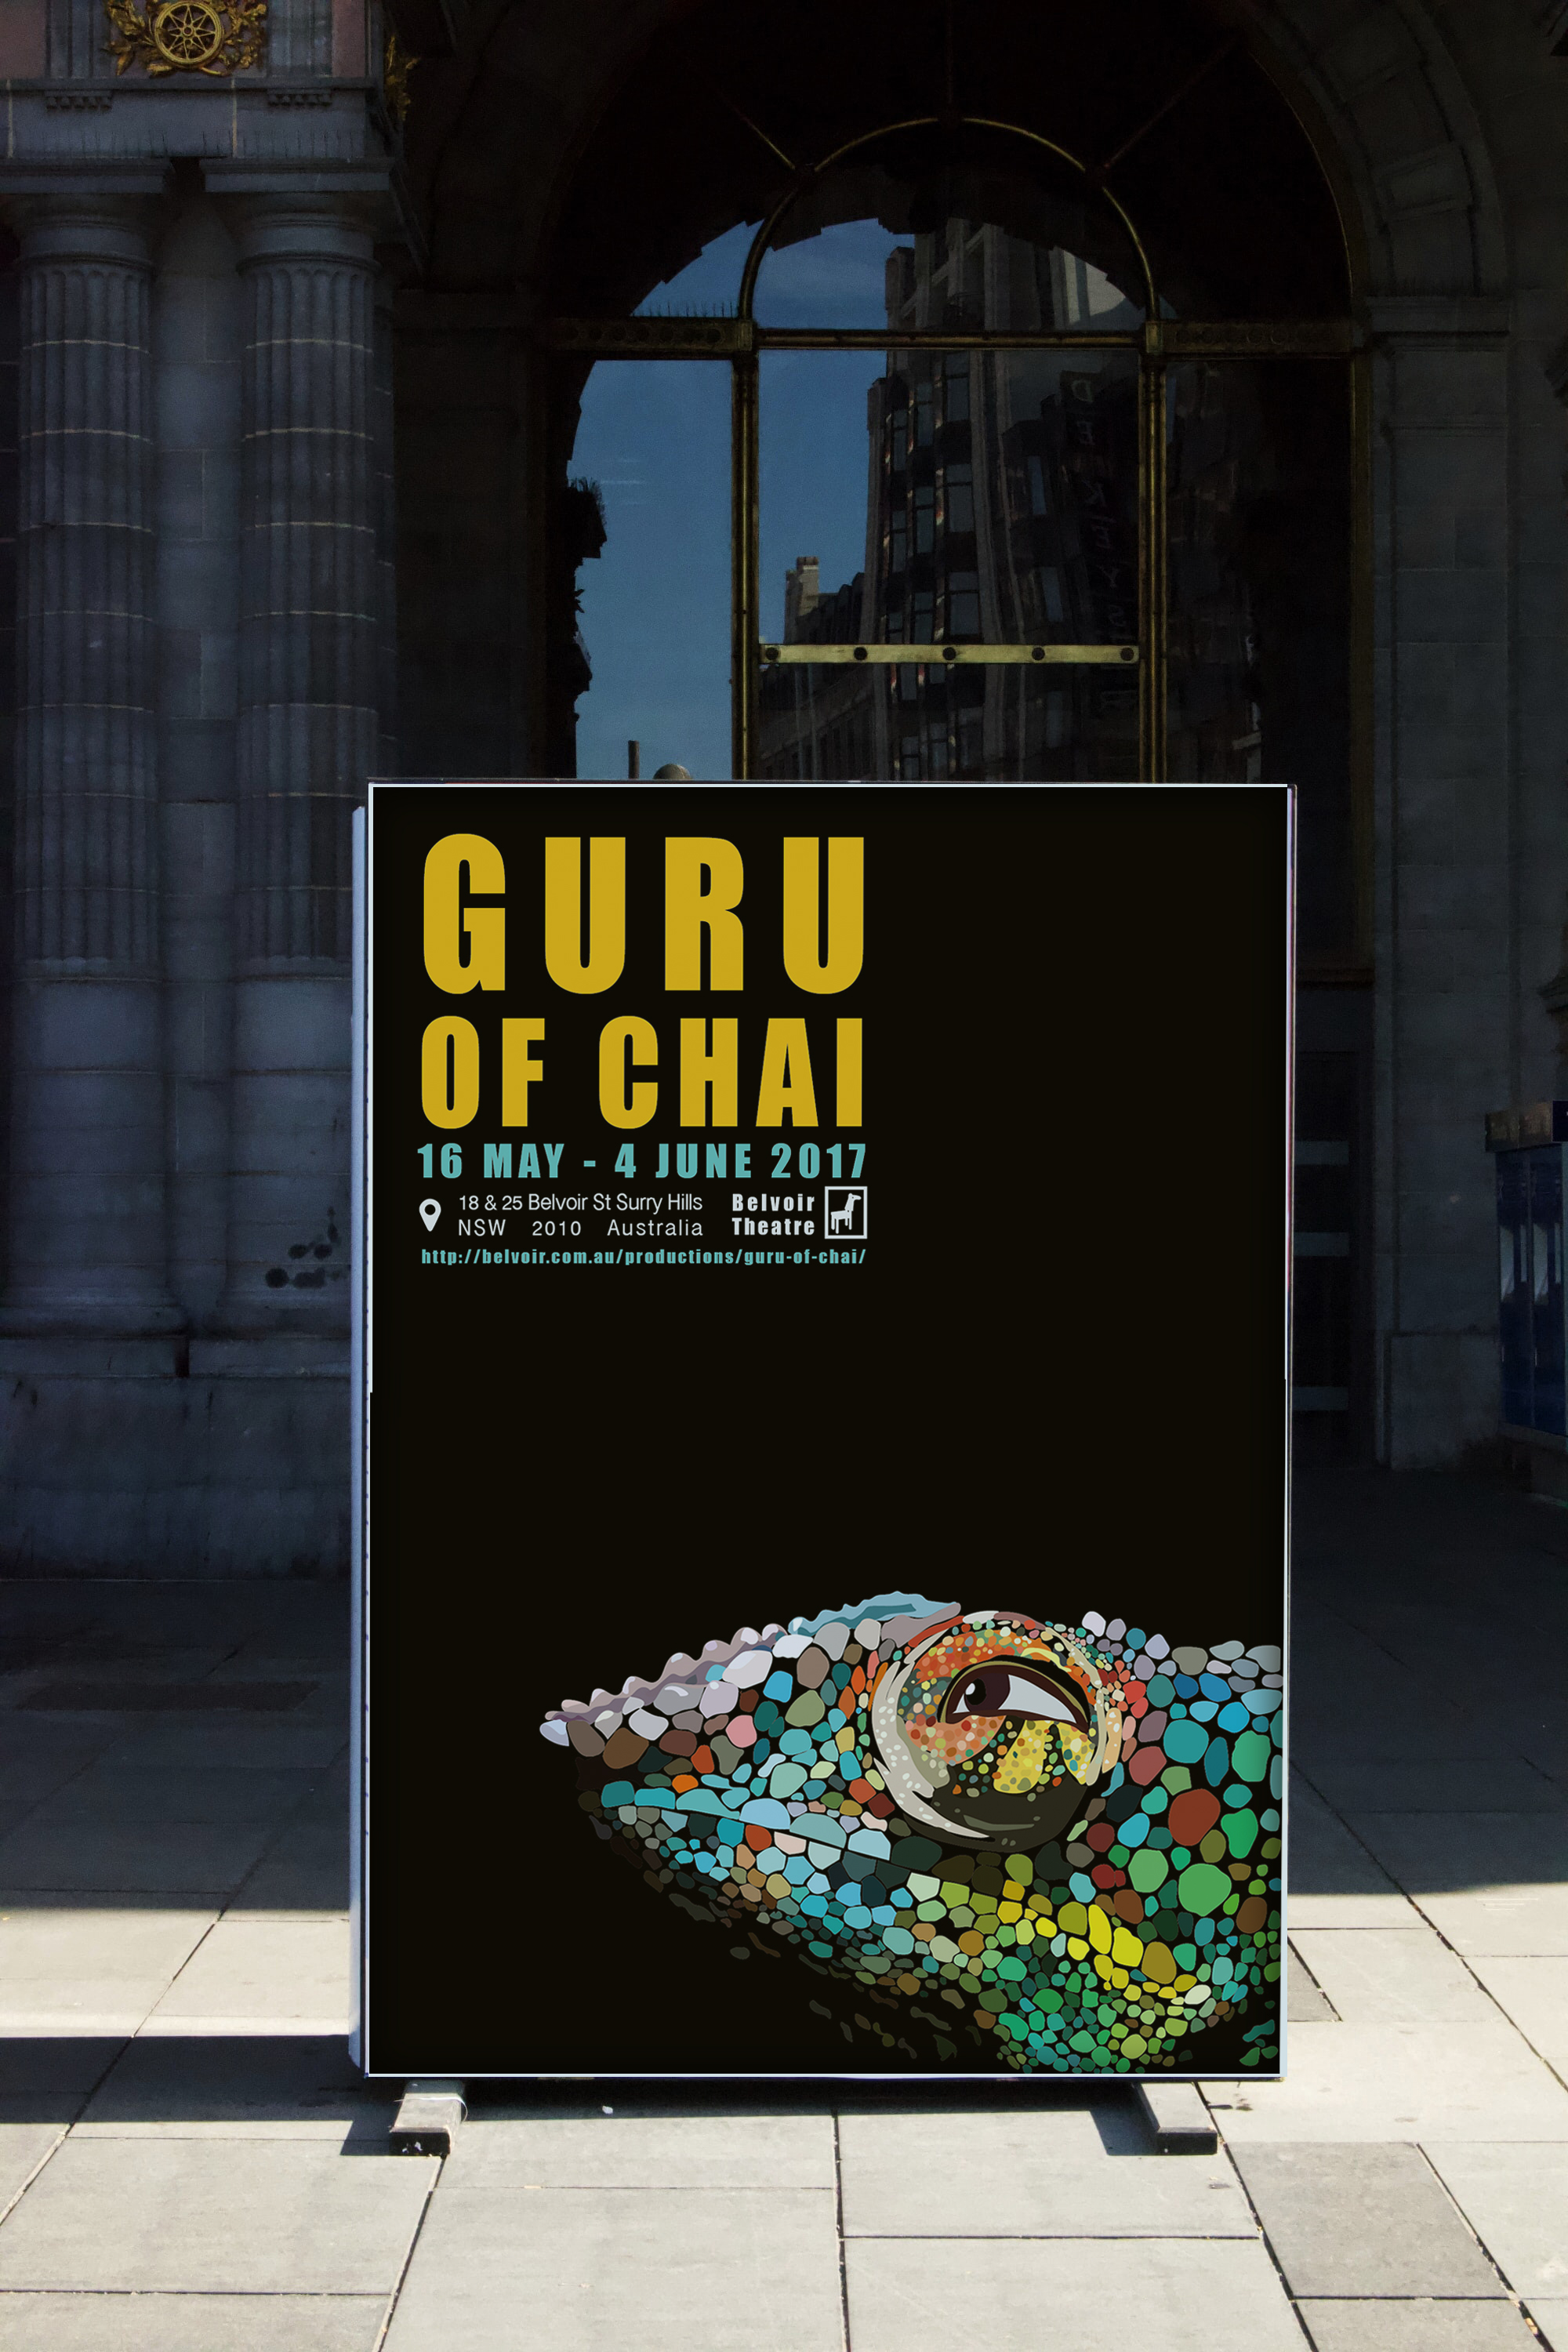 GURU
OF CHAI
16 MAY - 4 JUNE 2017
18 & 25 Belvoir St Surry Hills
NSW 2010 Australia
Belvoir
Theatre
http://belvoir.com.au/productions/guru-of-chai/